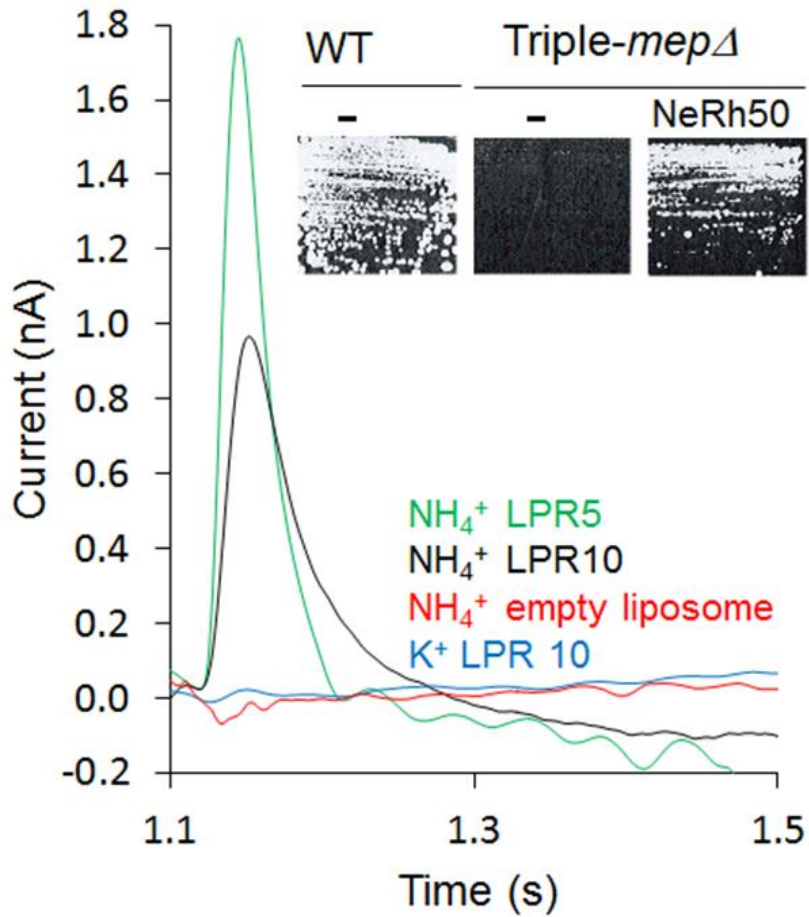 WT
Triple-mepΔ
-
-
NeRh50
1.8
1.6
1.4
1.2
1.0
0.8
0.6
0.4
0.2
0.0
-0.2
Current (nA)
NH₄⁺ LPR5
NH₄⁺ LPR10
NH₄⁺ empty liposome
K⁺ LPR 10
1.1
1.3
1.5
Time (s)